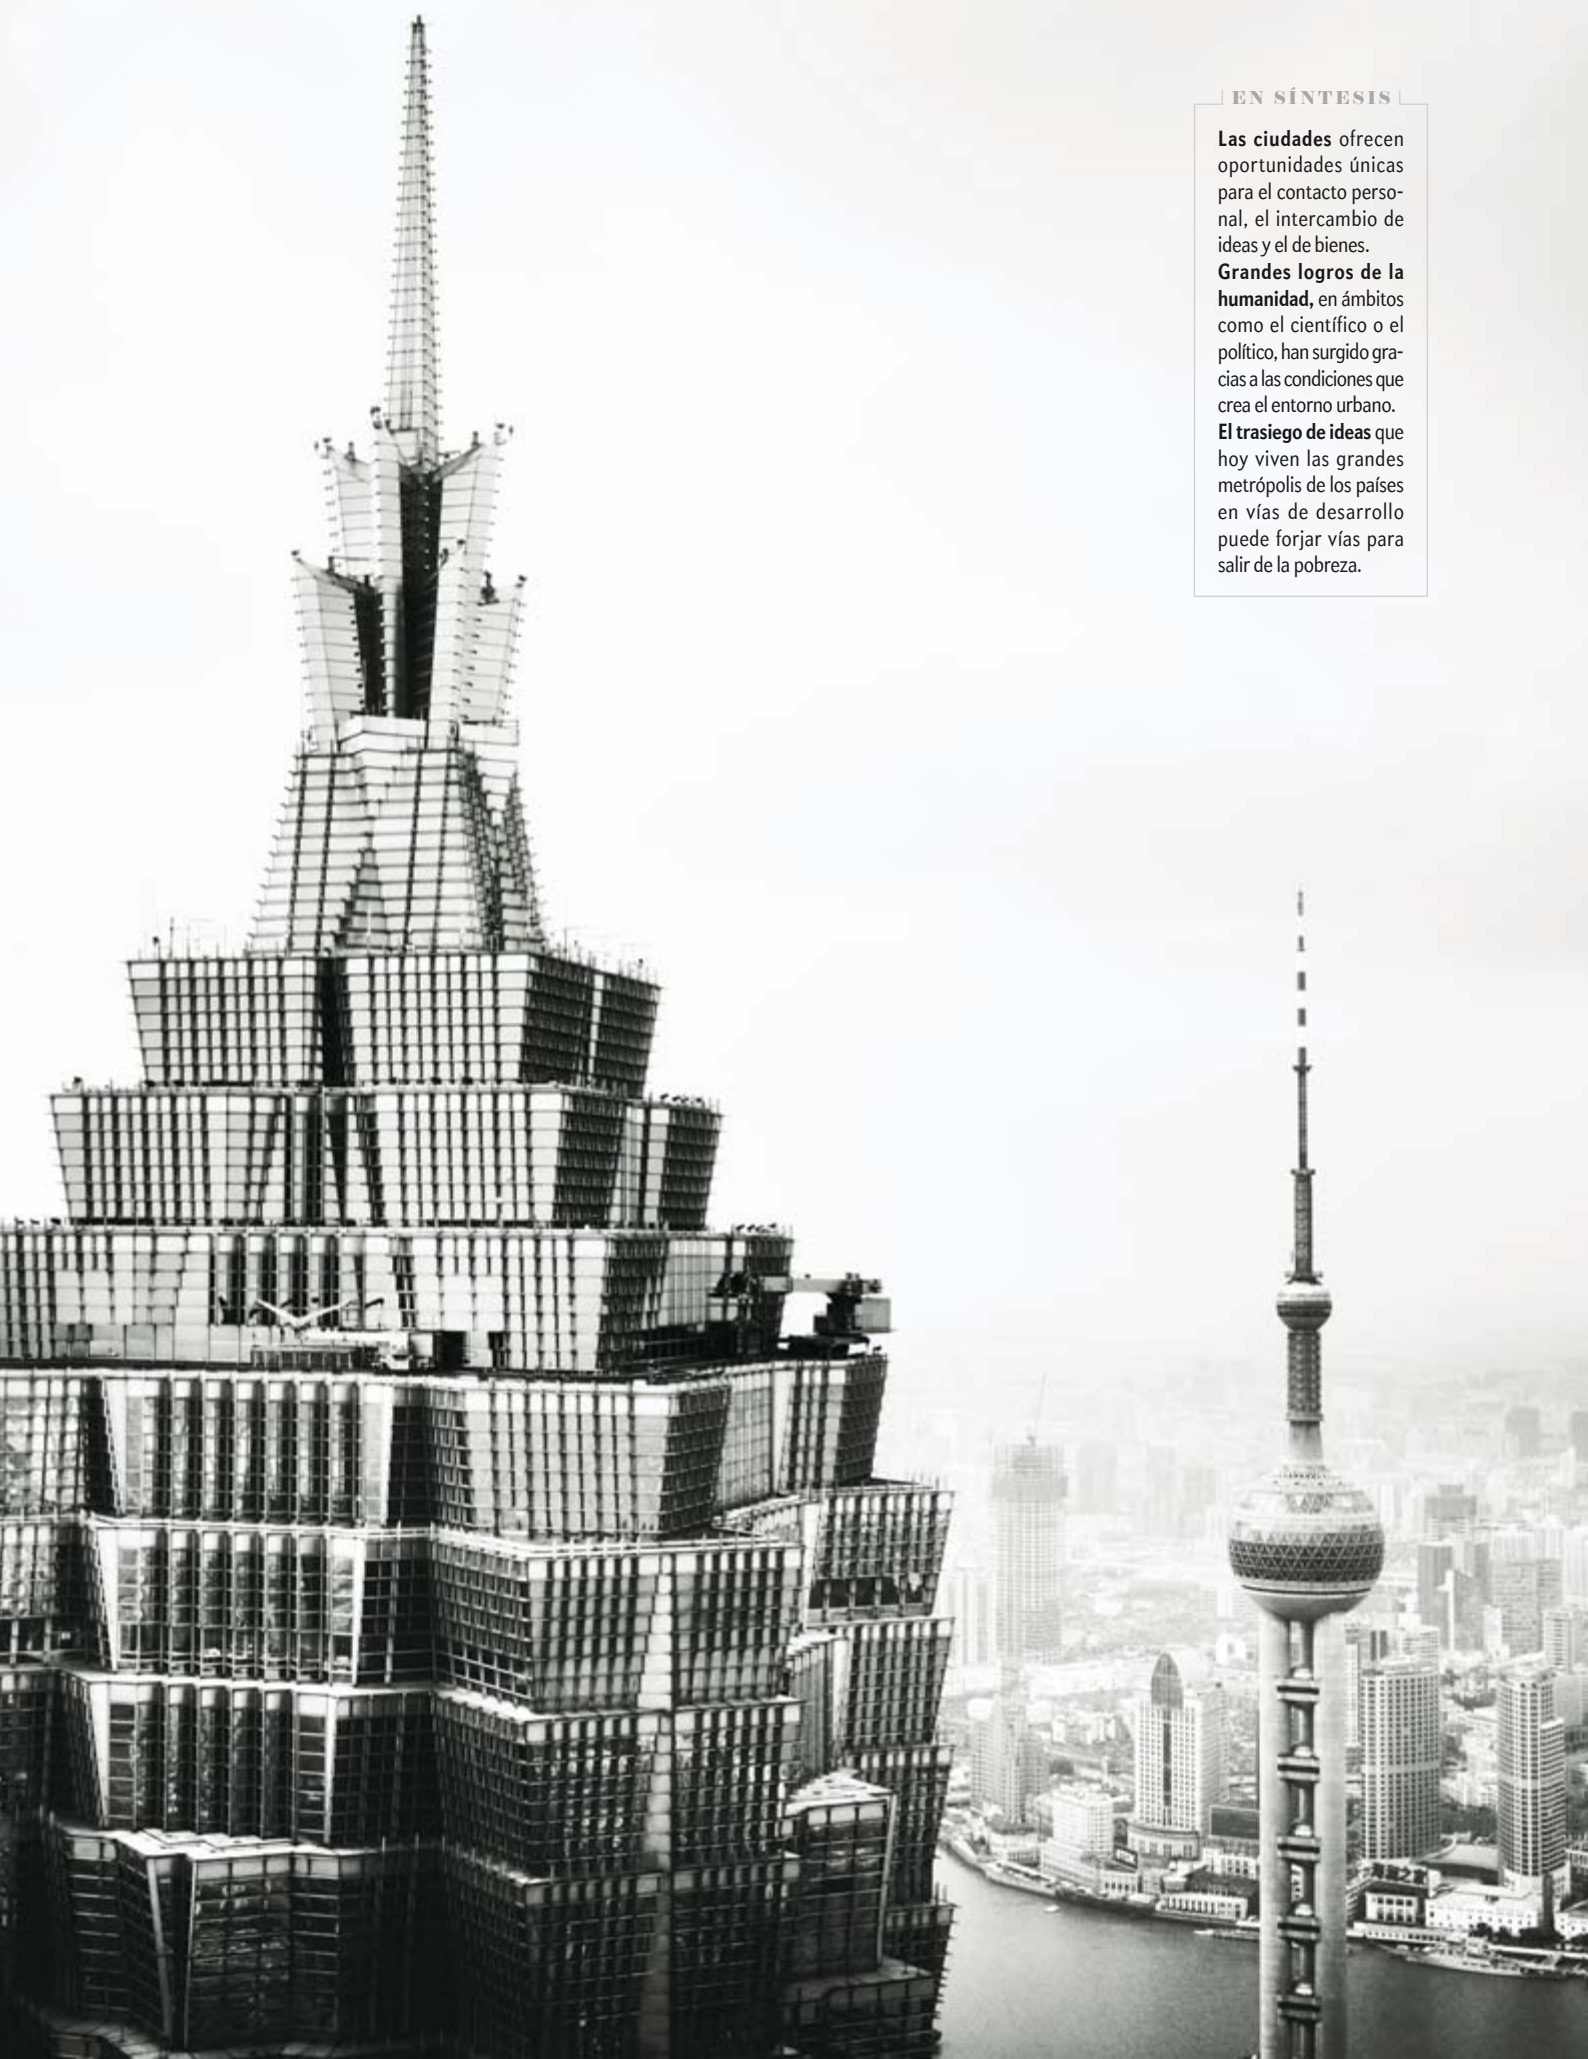 EN SÍNTESIS
Las ciudades ofrecen
oportunidades únicas
para el contacto perso-
nal, el intercambio de
ideas y el de bienes.
Grandes logros de la
humanidad, en ámbitos
como el científico o el
político, han surgido gra-
cias a las condiciones que
crea el entorno urbano.
El trasiego de ideas que
hoy viven las grandes
metrópolis de los países
en vías de desarrollo
puede forjar vías para
salir de la pobreza.